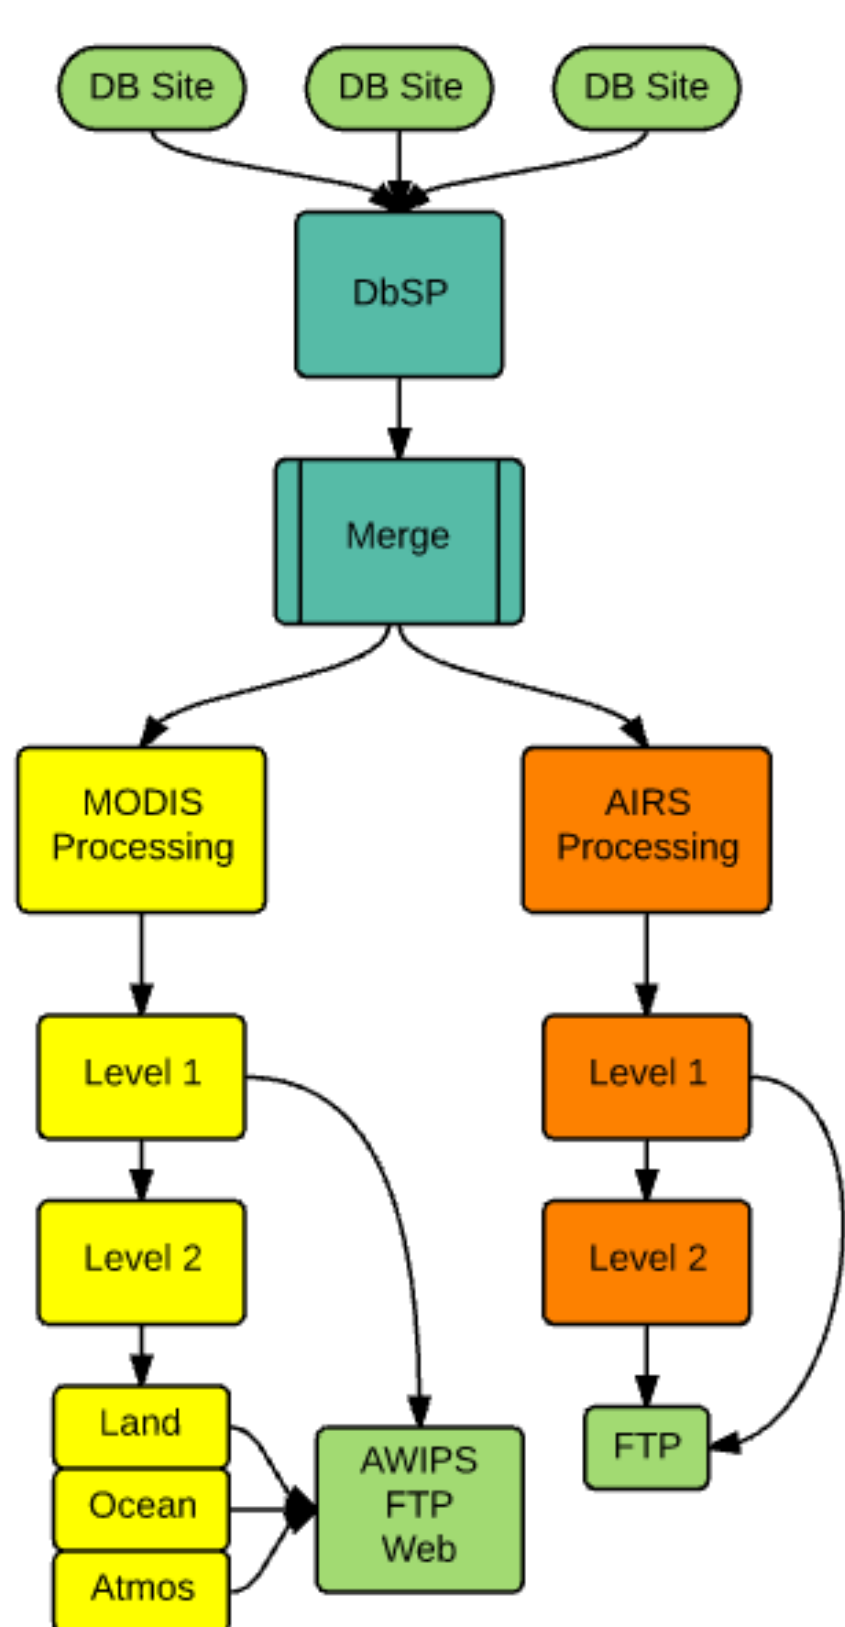 DB Site
DB Site
DB Site
DbSP
Merge
MODIS
Processing
AIRS
Processing
Level 1
Level 1
Level 2
Level 2
Land
Ocean
Atmos
AWIPS
FTP
Web
FTP